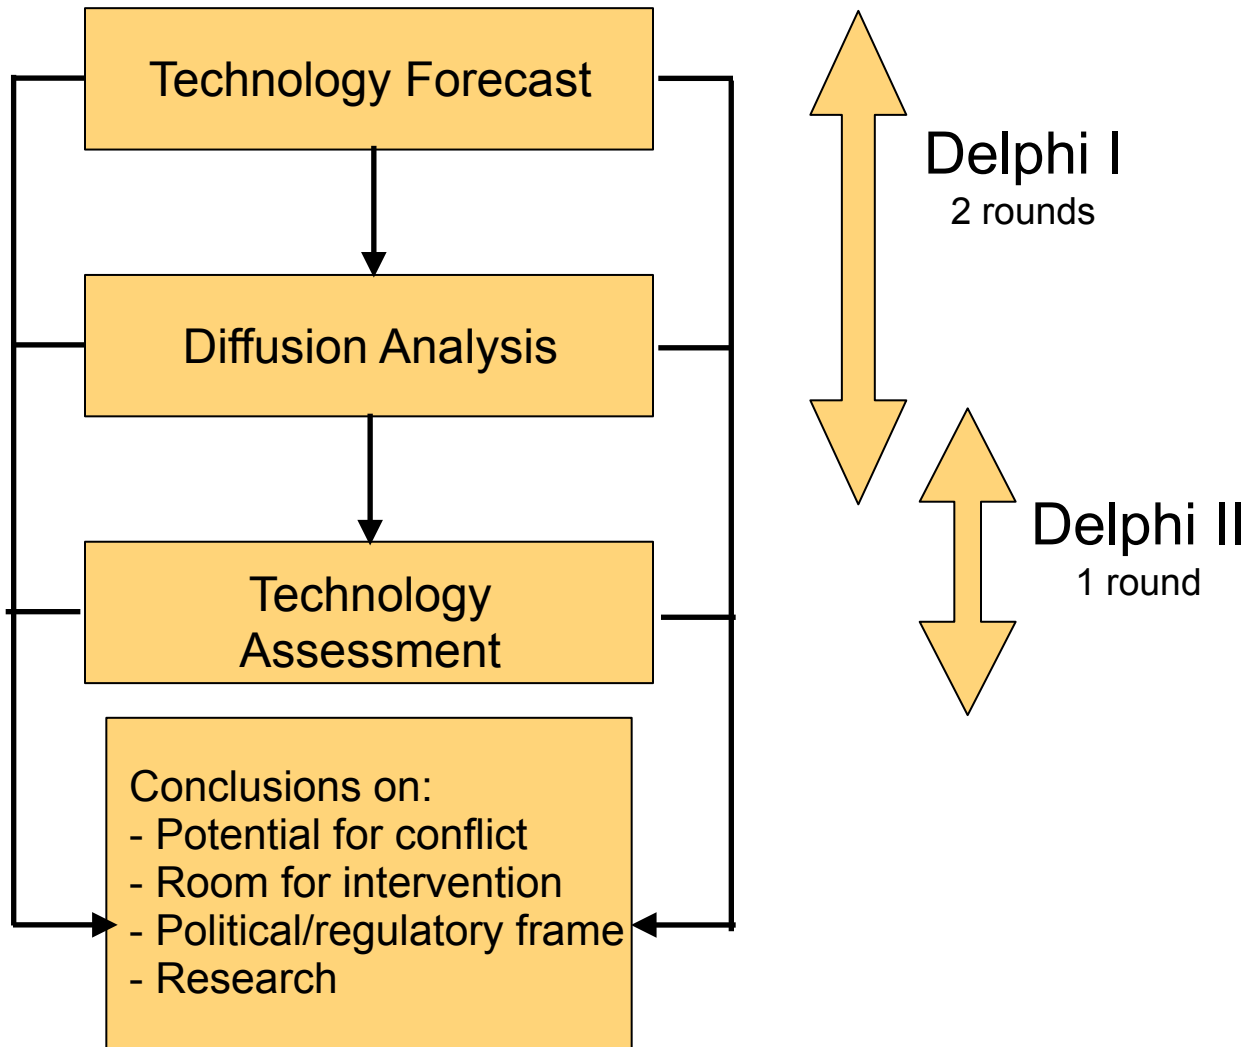 Technology Forecast
Delphi I
2 rounds
Diffusion Analysis
Delphi II
1 round
Technology
Assessment
Conclusions on:
- Potential for conflict
- Room for intervention
- Political/regulatory frame
- Research